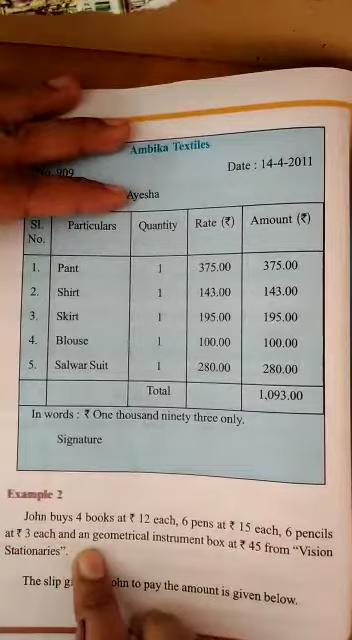 Ambika Textiles
No. 909
Date : 14-4-2011
Ayesha
Sl. No. Particulars Quantity Rate (₹) Amount (₹)
1. Pant 1 375.00 375.00
2. Shirt 1 143.00 143.00
3. Skirt 1 195.00 195.00
4. Blouse 1 100.00 100.00
5. Salwar Suit 1 280.00 280.00
Total 1,093.00
In words : ₹ One thousand ninety three only.
Signature
Example 2
John buys 4 books at ₹ 12 each, 6 pens at ₹ 15 each, 6 pencils
at ₹ 3 each and an geometrical instrument box at ₹ 45 from “Vision
Stationaries”.
The slip to pay the amount is given below.